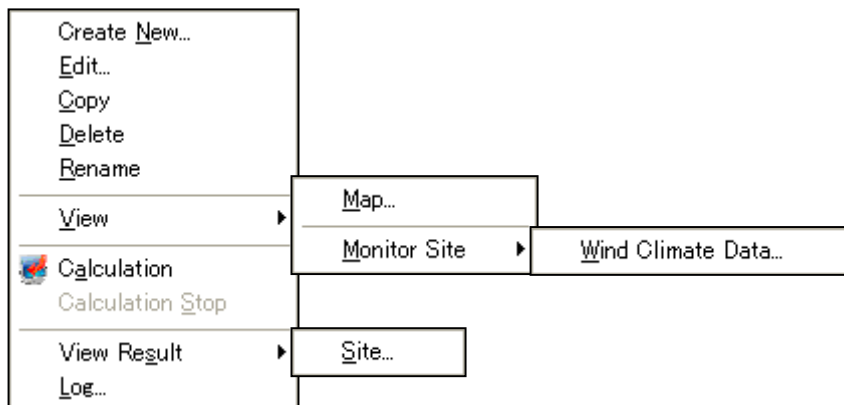 Create New...
Edit...
Copy
Delete
Rename
View
Map...
Monitor Site
Wind Climate Data...
Calculation
Calculation Stop
View Result
Site...
Log...